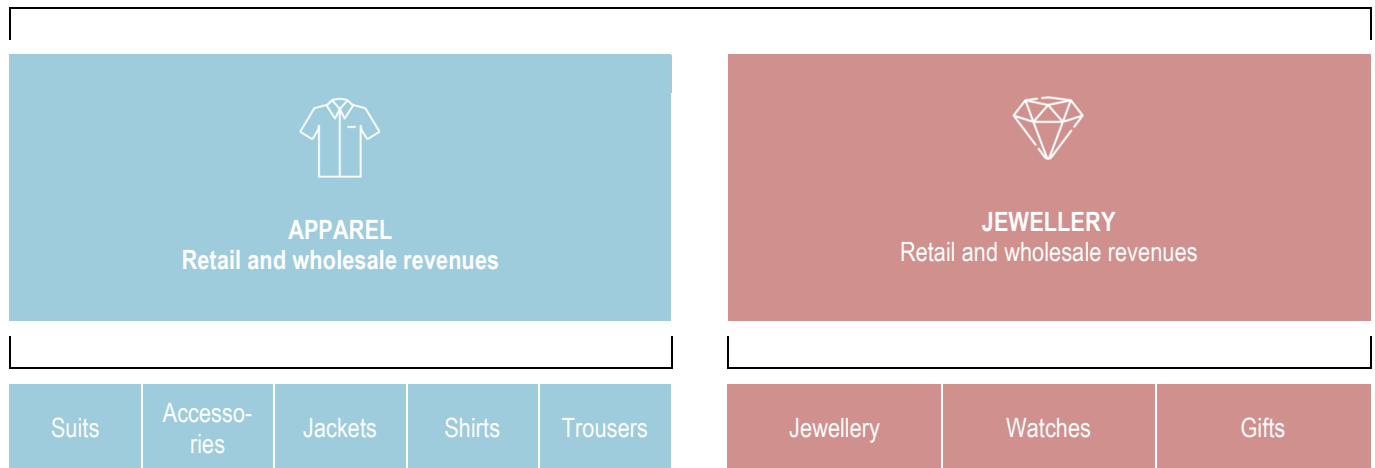 APPAREL
Retail and wholesale revenues
JEWELLERY
Retail and wholesale revenues
Suits
Accesso-
ries
Jackets
Shirts
Trousers
Jewellery
Watches
Gifts